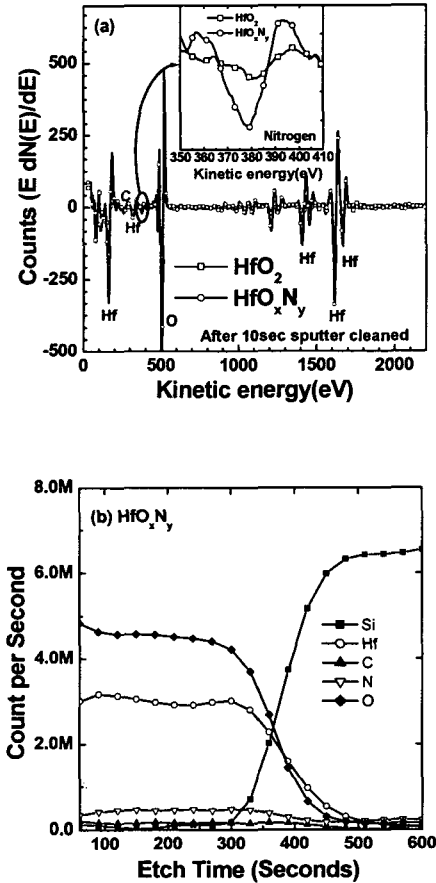 (a)
HfO2
HfOxNy
Nitrogen
350 360 370 380 390 400 410
Kinetic energy(eV)
500
250
0
-250
-500
Counts (E dN(E)/dE)
C
Hf
Hf
O
Hf
Hf
HfO2
HfOxNy
After 10sec sputter cleaned
0 500 1000 1500 2000
Kinetic energy(eV)
(b) HfOxNy
8.0M
6.0M
4.0M
2.0M
0.0
Count per Second
Si
Hf
C
N
O
100 200 300 400 500 600
Etch Time (Seconds)